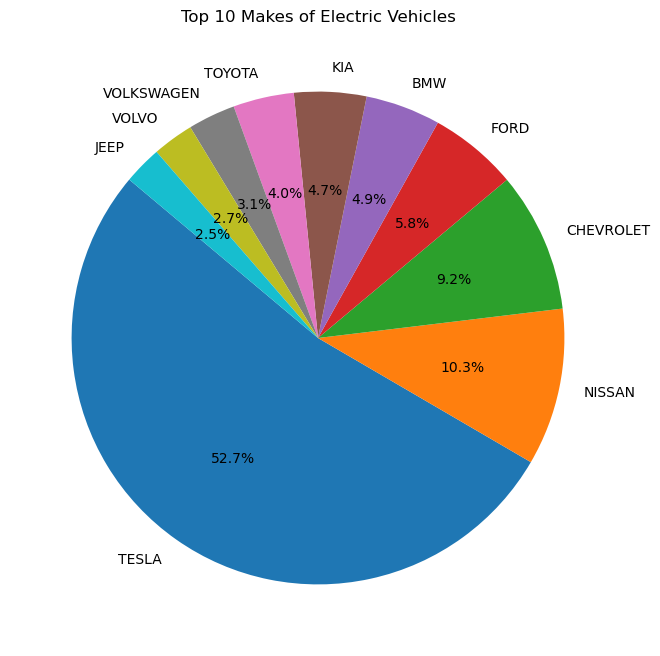 Top 10 Makes of Electric Vehicles
KIA
TOYOTA
BMW
VOLKSWAGEN
VOLVO
FORD
JEEP
4.7%
4.0%
4.9%
3.1%
2.7%
5.8%
2.5%
CHEVROLET
9.2%
10.3%
NISSAN
52.7%
TESLA